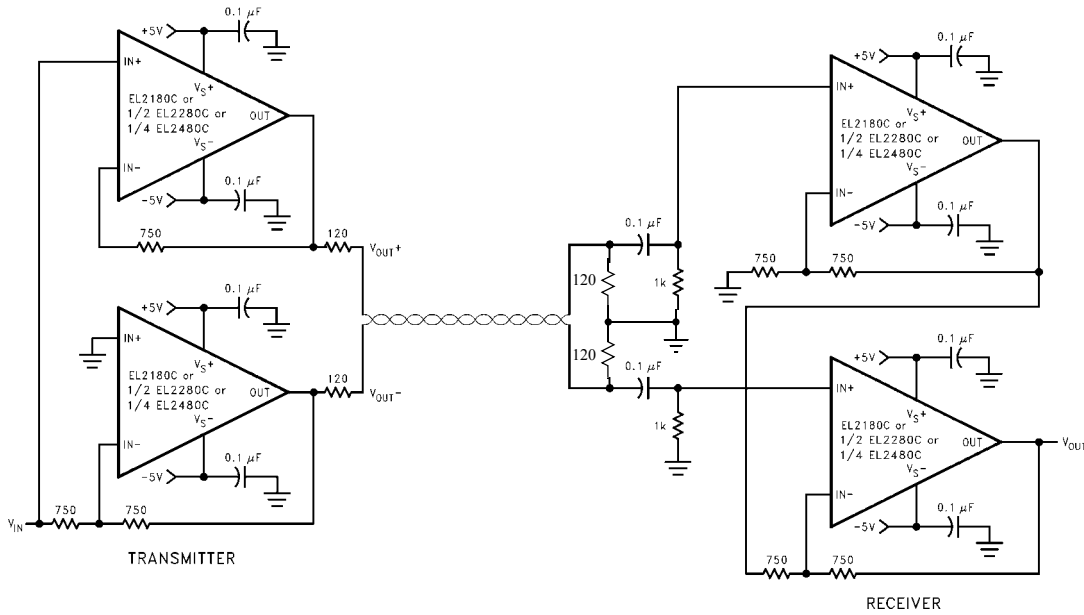 +5V
0.1 μF
IN+
VS+
EL2180C or
1/2 EL2280C or
1/4 EL2480C
OUT
VS-
IN-
-5V
0.1 μF
750
120
VOUT+
+5V
0.1 μF
IN+
VS+
EL2180C or
1/2 EL2280C or
1/4 EL2480C
OUT
VS-
IN-
-5V
0.1 μF
120
VOUT-
VIN
750
750
TRANSMITTER
0.1 μF
120
1k
120
0.1 μF
1k
+5V
0.1 μF
IN+
VS+
EL2180C or
1/2 EL2280C or
1/4 EL2480C
OUT
VS-
IN-
-5V
0.1 μF
750
750
+5V
0.1 μF
IN+
VS+
EL2180C or
1/2 EL2280C or
1/4 EL2480C
OUT
VOUT
VS-
IN-
-5V
0.1 μF
750
750
RECEIVER